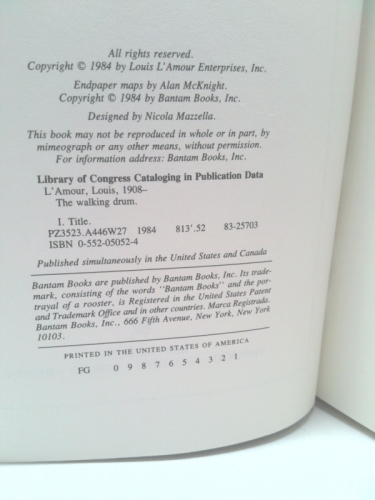 All rights reserved.
Copyright © 1984 by Louis L'Amour Enterprises, Inc.
Endpaper maps by Alan McKnight.
Copyright © 1984 by Bantam Books, Inc.
Designed by Nicola Mazzella.
This book may not be reproduced in whole or in part, by
mimeograph or any other means, without permission.
For information address: Bantam Books, Inc.
Library of Congress Cataloging in Publication Data
L'Amour, Louis, 1908–
The walking drum.
I. Title.
PZ3523.A446W27 1984 813'.52 83-25703
ISBN 0-552-05052-4
Published simultaneously in the United States and Canada
Bantam Books are published by Bantam Books, Inc. Its trade-
mark, consisting of the words "Bantam Books" and the por-
trayal of a rooster, is Registered in the United States Patent
and Trademark Office and in other countries. Marca Registrada.
Bantam Books, Inc., 666 Fifth Avenue, New York, New York
10103.
PRINTED IN THE UNITED STATES OF AMERICA
FG 0 9 8 7 6 5 4 3 2 1